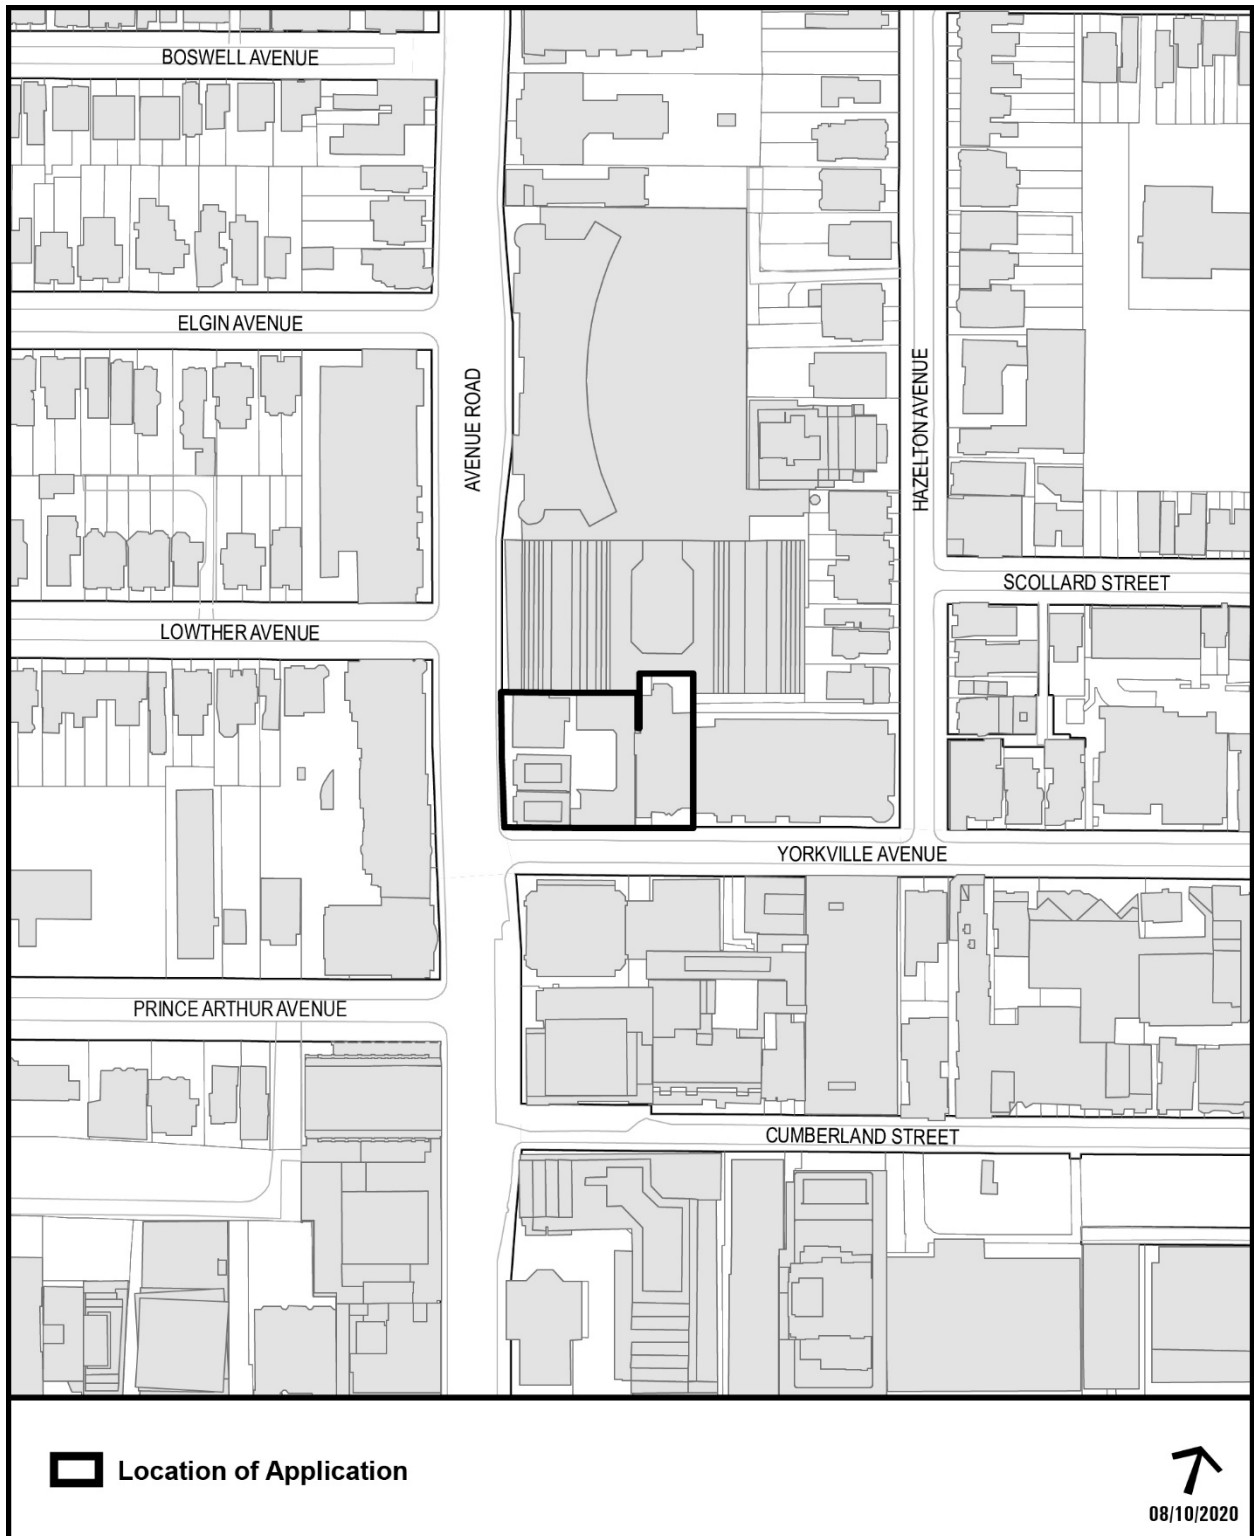 BOSWELL AVENUE
ELGIN AVENUE
AVENUE ROAD
HAZELTON AVENUE
SCOLLARD STREET
LOWTHER AVENUE
YORKVILLE AVENUE
PRINCE ARTHUR AVENUE
CUMBERLAND STREET
Location of Application
08/10/2020